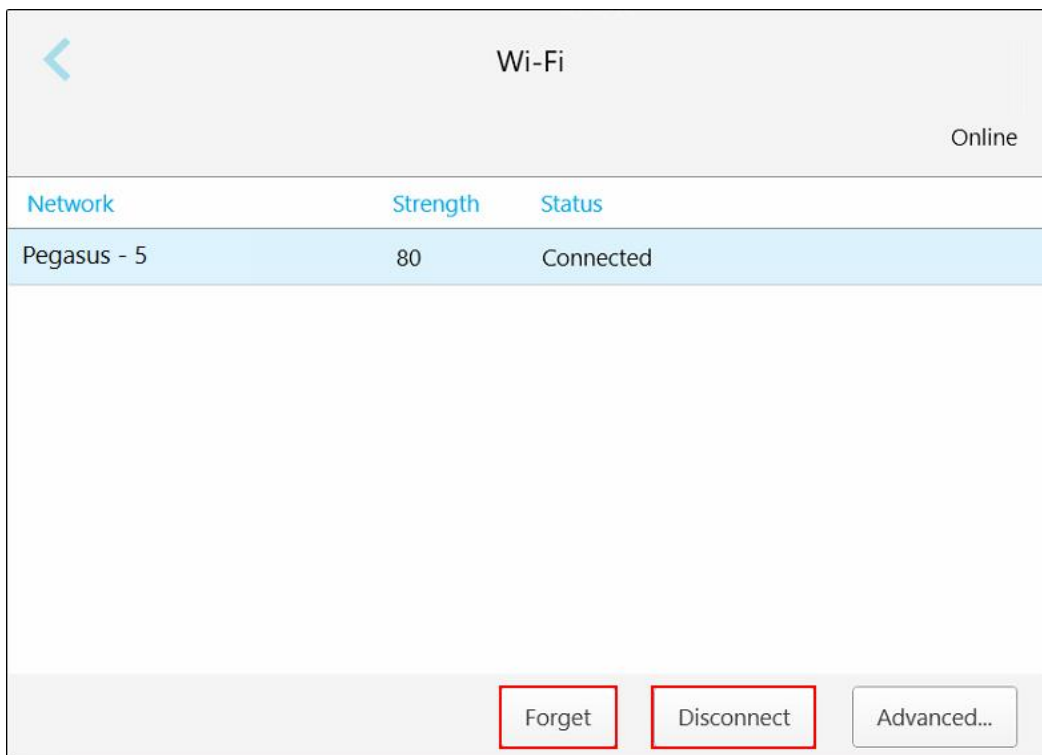 Wi-Fi
Online
Network Strength Status
Pegasus - 5 80 Connected
Forget Disconnect Advanced...